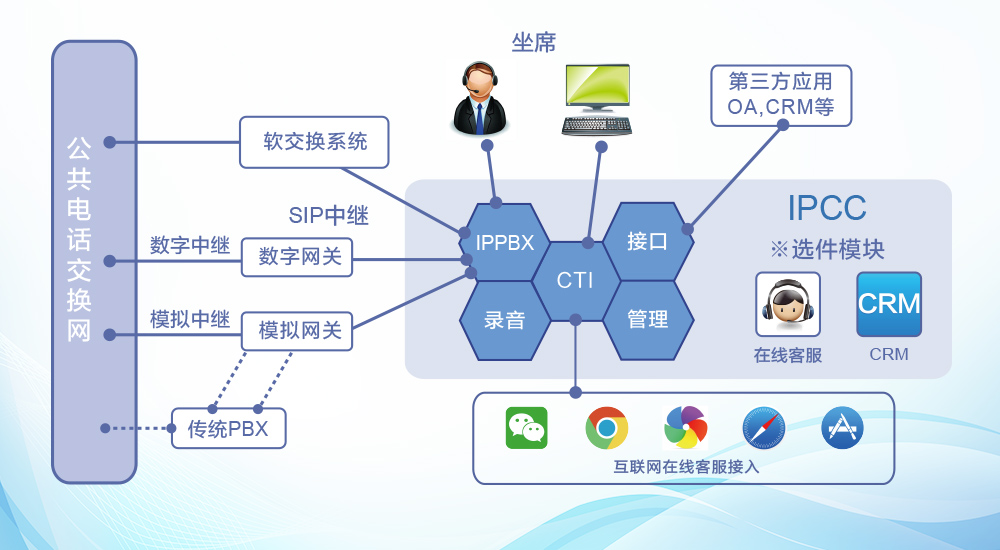 坐席
第三方应用
OA,CRM等
公共电话交换网
软交换系统
SIP中继
数字中继
数字网关
模拟中继
模拟网关
传统PBX
IPPBX
接口
CTI
录音
管理
IPCC
※选件模块
CRM
在线客服
CRM
互联网在线客服接入